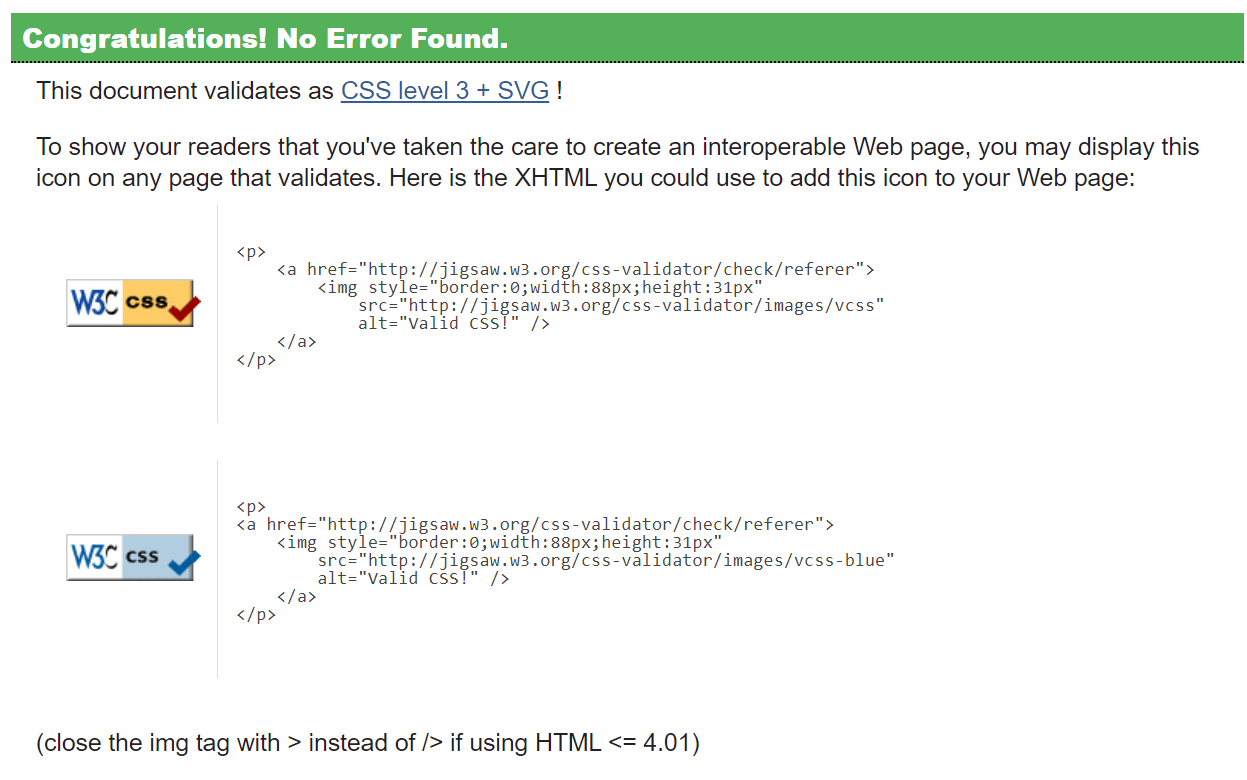 Congratulations! No Error Found.
This document validates as CSS level 3 + SVG !
To show your readers that you've taken the care to create an interoperable Web page, you may display this
icon on any page that validates. Here is the XHTML you could use to add this icon to your Web page:
W3C css
<p>
    <a href="http://jigsaw.w3.org/css-validator/check/referer">
        <img style="border:0;width:88px;height:31px"
            src="http://jigsaw.w3.org/css-validator/images/vcss"
            alt="Valid CSS!" />
    </a>
</p>
W3C css
<p>
<a href="http://jigsaw.w3.org/css-validator/check/referer">
    <img style="border:0;width:88px;height:31px"
        src="http://jigsaw.w3.org/css-validator/images/vcss-blue"
        alt="Valid CSS!" />
    </a>
</p>
(close the img tag with > instead of /> if using HTML <= 4.01)